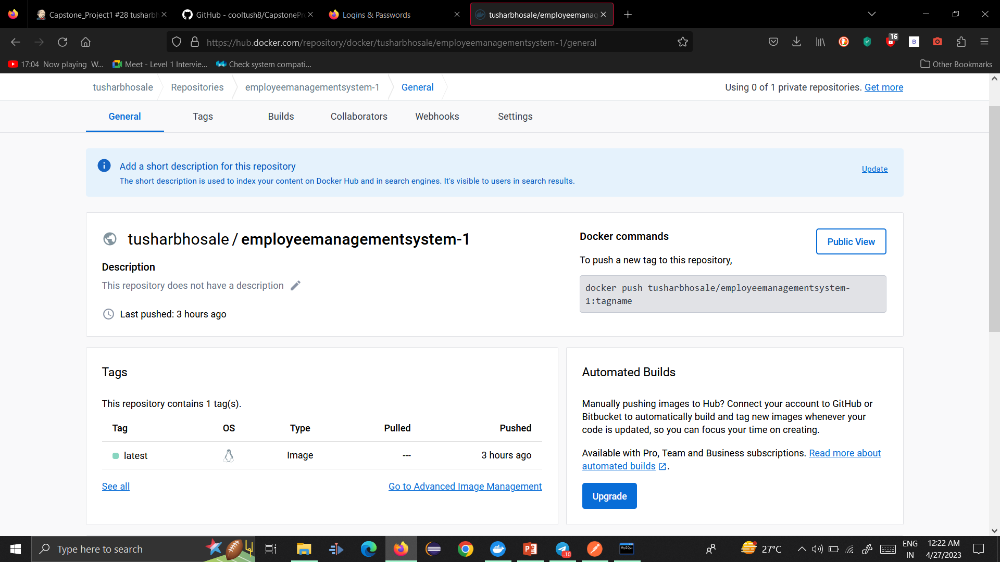 Capstone_Project1 #28 tusharbh
GitHub - cooltush8/CapstonePr
Logins & Passwords
tusharbhosale/employeemanag
https://hub.docker.com/repository/docker/tusharbhosale/employeemanagementsystem-1/general
16
B
17:04 Now playing W...
Meet - Level 1 Intervie...
Check system compati...
Other Bookmarks
tusharbhosale
Repositories
employeemanagementsystem-1
General
Using 0 of 1 private repositories. Get more
General
Tags
Builds
Collaborators
Webhooks
Settings
Add a short description for this repository
The short description is used to index your content on Docker Hub and in search engines. It's visible to users in search results.
Update
tusharbhosale / employeemanagementsystem-1
Description
This repository does not have a description
Last pushed: 3 hours ago
Docker commands
Public View
To push a new tag to this repository,
docker push tusharbhosale/employeemanagementsystem-
1:tagname
Tags
This repository contains 1 tag(s).
Tag OS Type Pulled Pushed
latest Image --- 3 hours ago
See all
Go to Advanced Image Management
Automated Builds
Manually pushing images to Hub? Connect your account to GitHub or
Bitbucket to automatically build and tag new images whenever your
code is updated, so you can focus your time on creating.
Available with Pro, Team and Business subscriptions. Read more about
automated builds .
Upgrade
Type here to search
..10
MySQL
27°C
ENG
IN
12:22 AM
4/27/2023